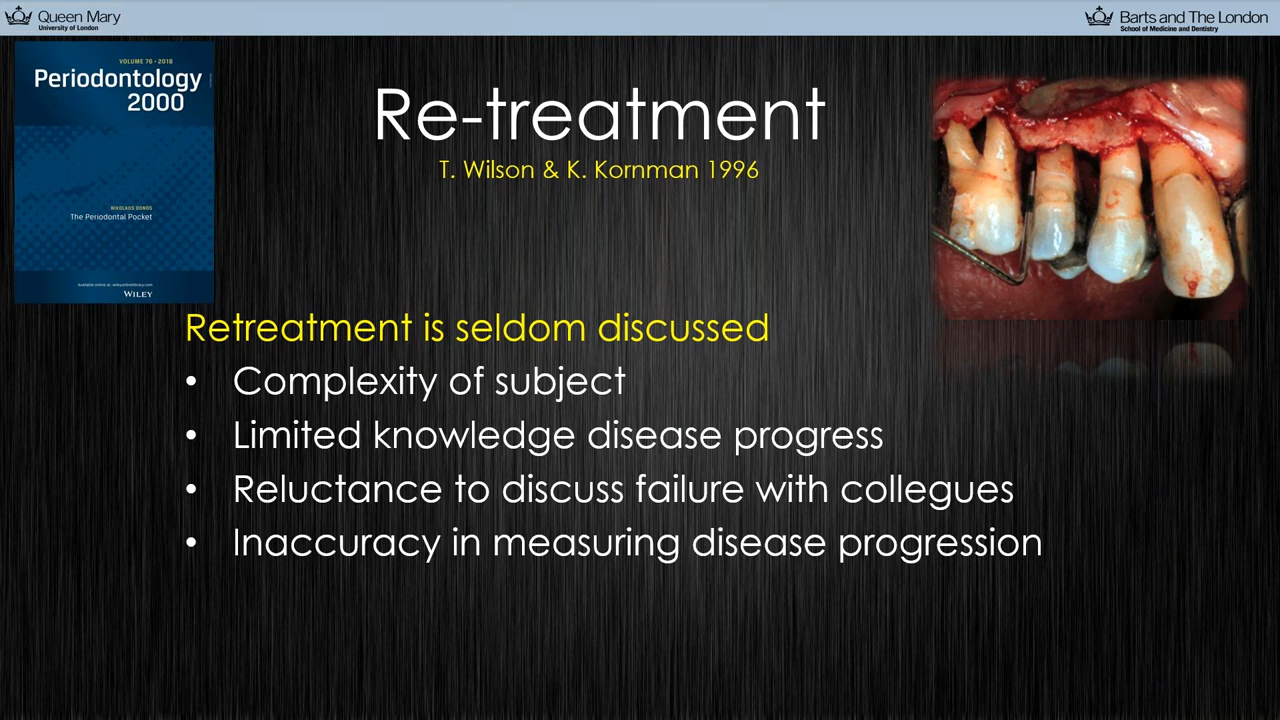 Queen Mary
University of London
Barts and The London
School of Medicine and Dentistry
VOLUME 76 • 2018
Periodontology
2000
NIKOLAOS DONOS
The Periodontal Pocket
Available online at: wileyonlinelibrary.com
WILEY
Re-treatment
T. Wilson & K. Kornman 1996
Retreatment is seldom discussed
• Complexity of subject
• Limited knowledge disease progress
• Reluctance to discuss failure with collegues
• Inaccuracy in measuring disease progression